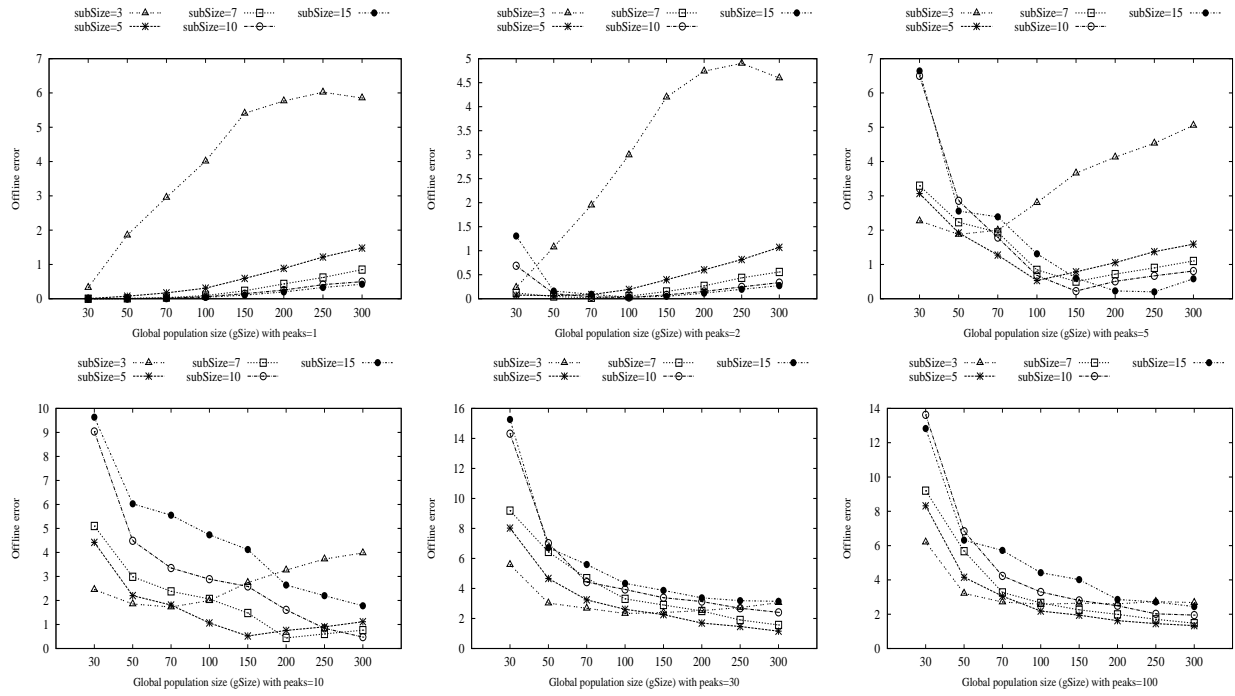 subSize=3 subSize=7 subSize=15
subSize=5 subSize=10
7
6
5
4
3
2
1
0
Offline error
30 50 70 100 150 200 250 300
Global population size (gSize) with peaks=1
subSize=3 subSize=7 subSize=15
subSize=5 subSize=10
5
4.5
4
3.5
3
2.5
2
1.5
1
0.5
0
Offline error
30 50 70 100 150 200 250 300
Global population size (gSize) with peaks=2
subSize=3 subSize=7 subSize=15
subSize=5 subSize=10
7
6
5
4
3
2
1
0
Offline error
30 50 70 100 150 200 250 300
Global population size (gSize) with peaks=5
subSize=3 subSize=7 subSize=15
subSize=5 subSize=10
10
9
8
7
6
5
4
3
2
1
0
Offline error
30 50 70 100 150 200 250 300
Global population size (gSize) with peaks=10
subSize=3 subSize=7 subSize=15
subSize=5 subSize=10
16
14
12
10
8
6
4
2
0
Offline error
30 50 70 100 150 200 250 300
Global population size (gSize) with peaks=30
subSize=3 subSize=7 subSize=15
subSize=5 subSize=10
14
12
10
8
6
4
2
0
Offline error
30 50 70 100 150 200 250 300
Global population size (gSize) with peaks=100